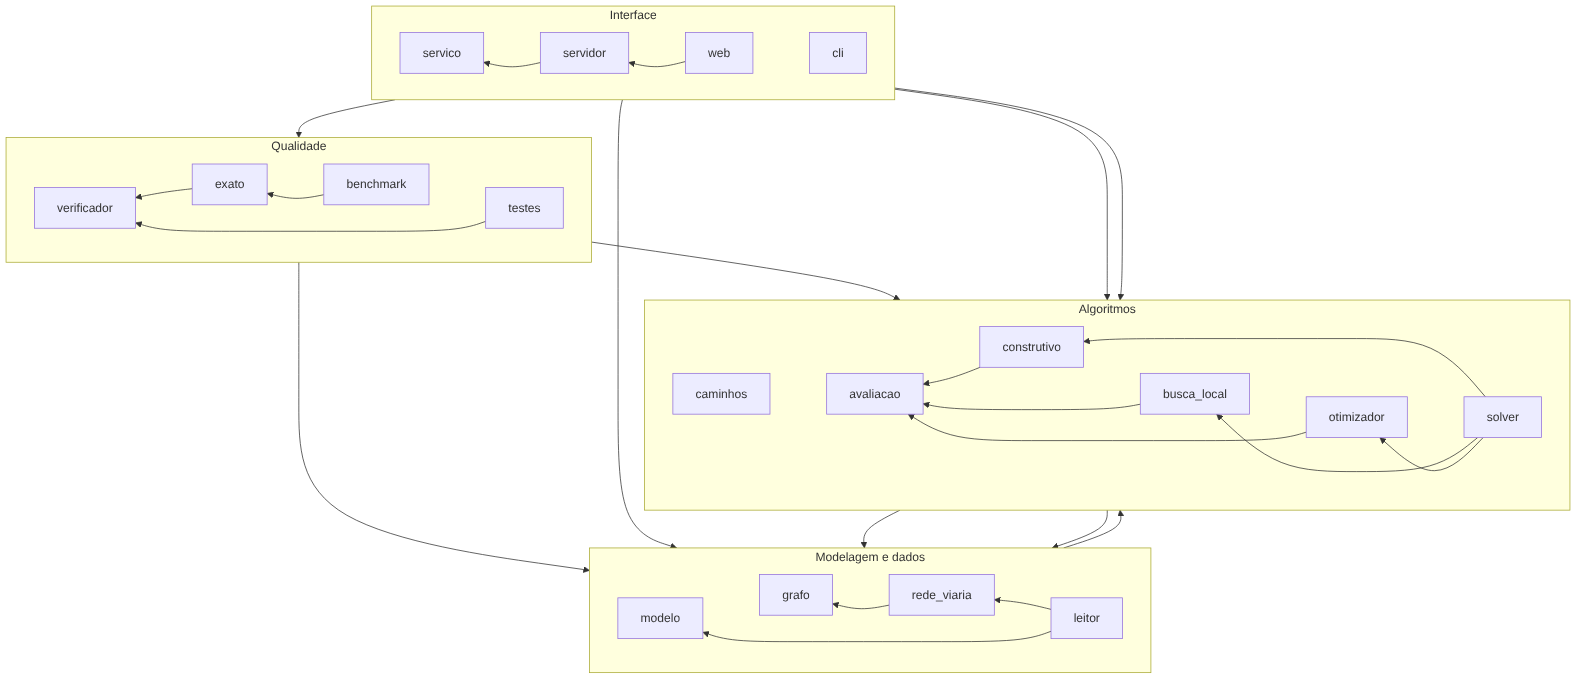 Interface
servico
servidor
web
cli
Qualidade
verificador
exato
benchmark
testes
Algoritmos
caminhos
avaliacao
construtivo
busca_local
otimizador
solver
Modelagem e dados
modelo
grafo
rede_viaria
leitor